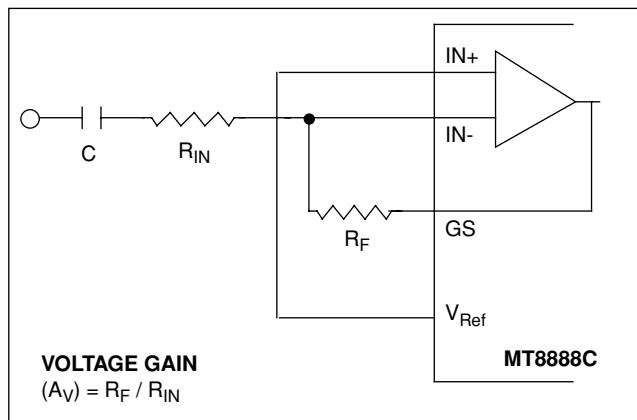 IN+
C
R_IN
IN-
R_F
GS
V_Ref
VOLTAGE GAIN
(A_V) = R_F / R_IN
MT8888C